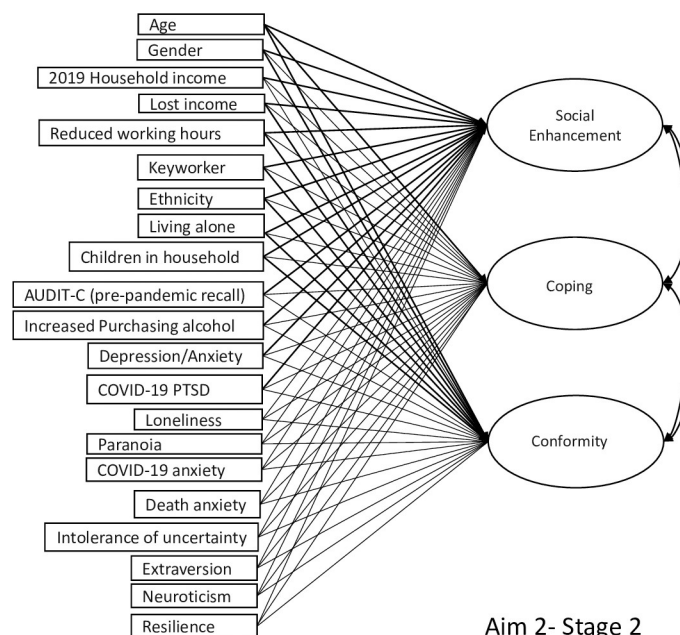 Age
Gender
2019 Household income
Lost income
Reduced working hours
Keyworker
Ethnicity
Living alone
Children in household
AUDIT-C (pre-pandemic recall)
Increased Purchasing alcohol
Depression/Anxiety
COVID-19 PTSD
Loneliness
Paranoia
COVID-19 anxiety
Death anxiety
Intolerance of uncertainty
Extraversion
Neuroticism
Resilience
Social
Enhancement
Coping
Conformity
Aim 2- Stage 2